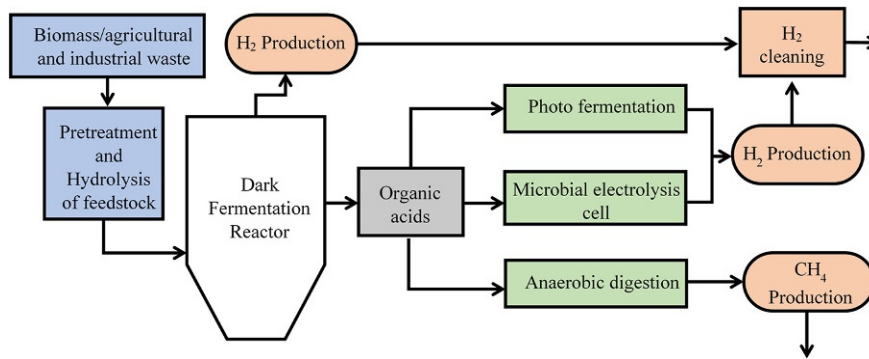 Biomass/agricultural
and industrial waste
H₂ Production
H₂
cleaning
Pretreatment
and
Hydrolysis
of feedstock
Dark
Fermentation
Reactor
Organic
acids
Photo fermentation
Microbial electrolysis
cell
Anaerobic digestion
H₂ Production
CH₄
Production